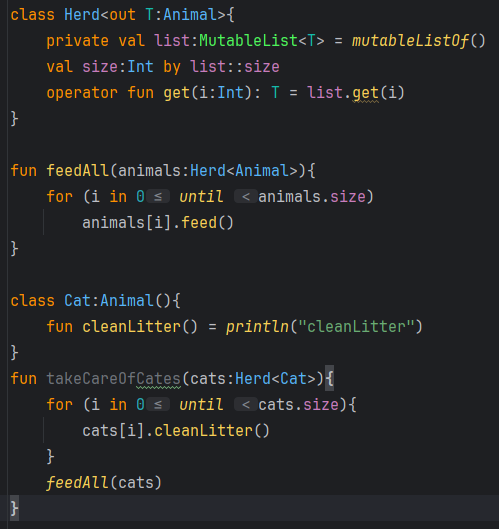 class Herd<out T:Animal>{
    private val list:MutableList<T> = mutableListOf()
    val size:Int by list::size
    operator fun get(i:Int): T = list.get(i)
}

fun feedAll(animals:Herd<Animal>){
    for (i in 0 ≤ until < animals.size)
        animals[i].feed()
}

class Cat:Animal(){
    fun cleanLitter() = println("cleanLitter")
}
fun takeCareOfCates(cats:Herd<Cat>){
    for (i in 0 ≤ until < cats.size){
        cats[i].cleanLitter()
    }
    feedAll(cats)
}